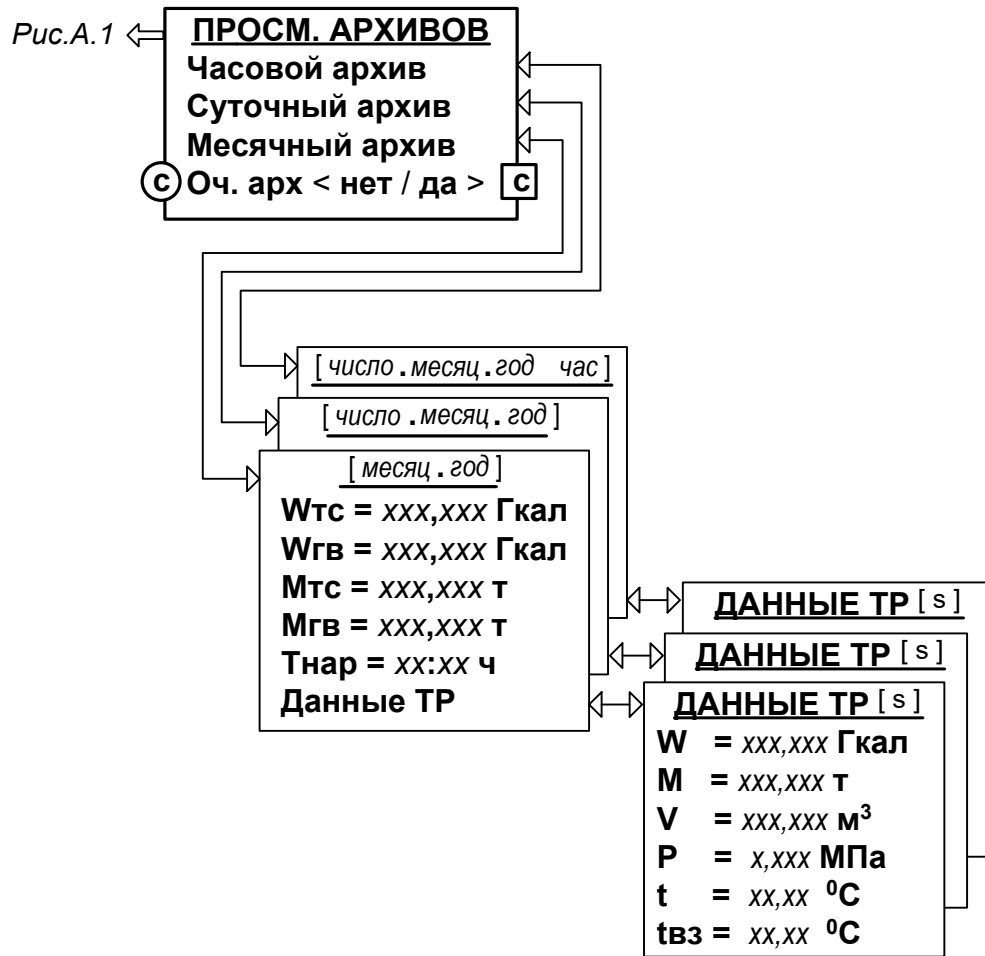 Рис.А.1
ПРОСМ. АРХИВОВ
Часовой архив
Суточный архив
Месячный архив
с Оч. арх < нет / да > с
[ число . месяц . год час ]
[ число . месяц . год ]
[ месяц . год ]
Wтс = xxx,xxx Гкал
Wгв = xxx,xxx Гкал
Мтс = xxx,xxx т
Мгв = xxx,xxx т
Тнар = xx:xx ч
Данные ТР
ДАННЫЕ ТР [ s ]
ДАННЫЕ ТР [ s ]
ДАННЫЕ ТР [ s ]
W = xxx,xxx Гкал
М = xxx,xxx т
V = xxx,xxx м³
P = x,xxx МПа
t = xx,xx ⁰С
tвз = xx,xx ⁰С